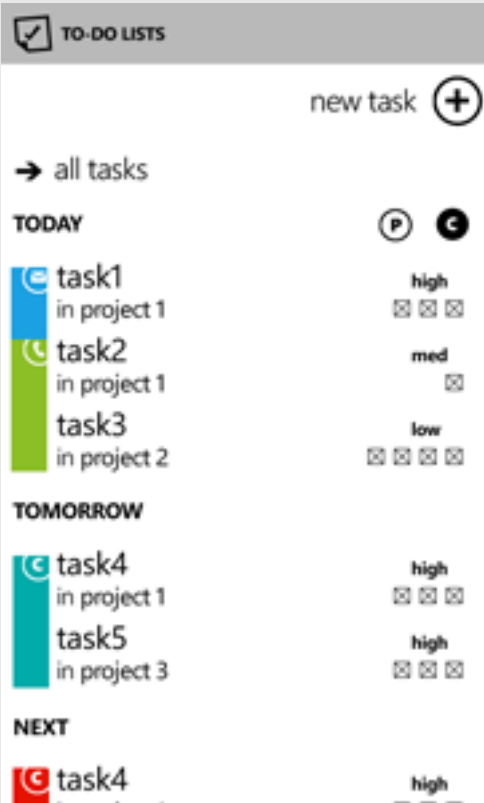 TO-DO LISTS
new task
all tasks
TODAY P C
task1 high
in project 1
task2 med
in project 1
task3 low
in project 2
TOMORROW
C task4 high
in project 1
task5 high
in project 3
NEXT
C task4 high